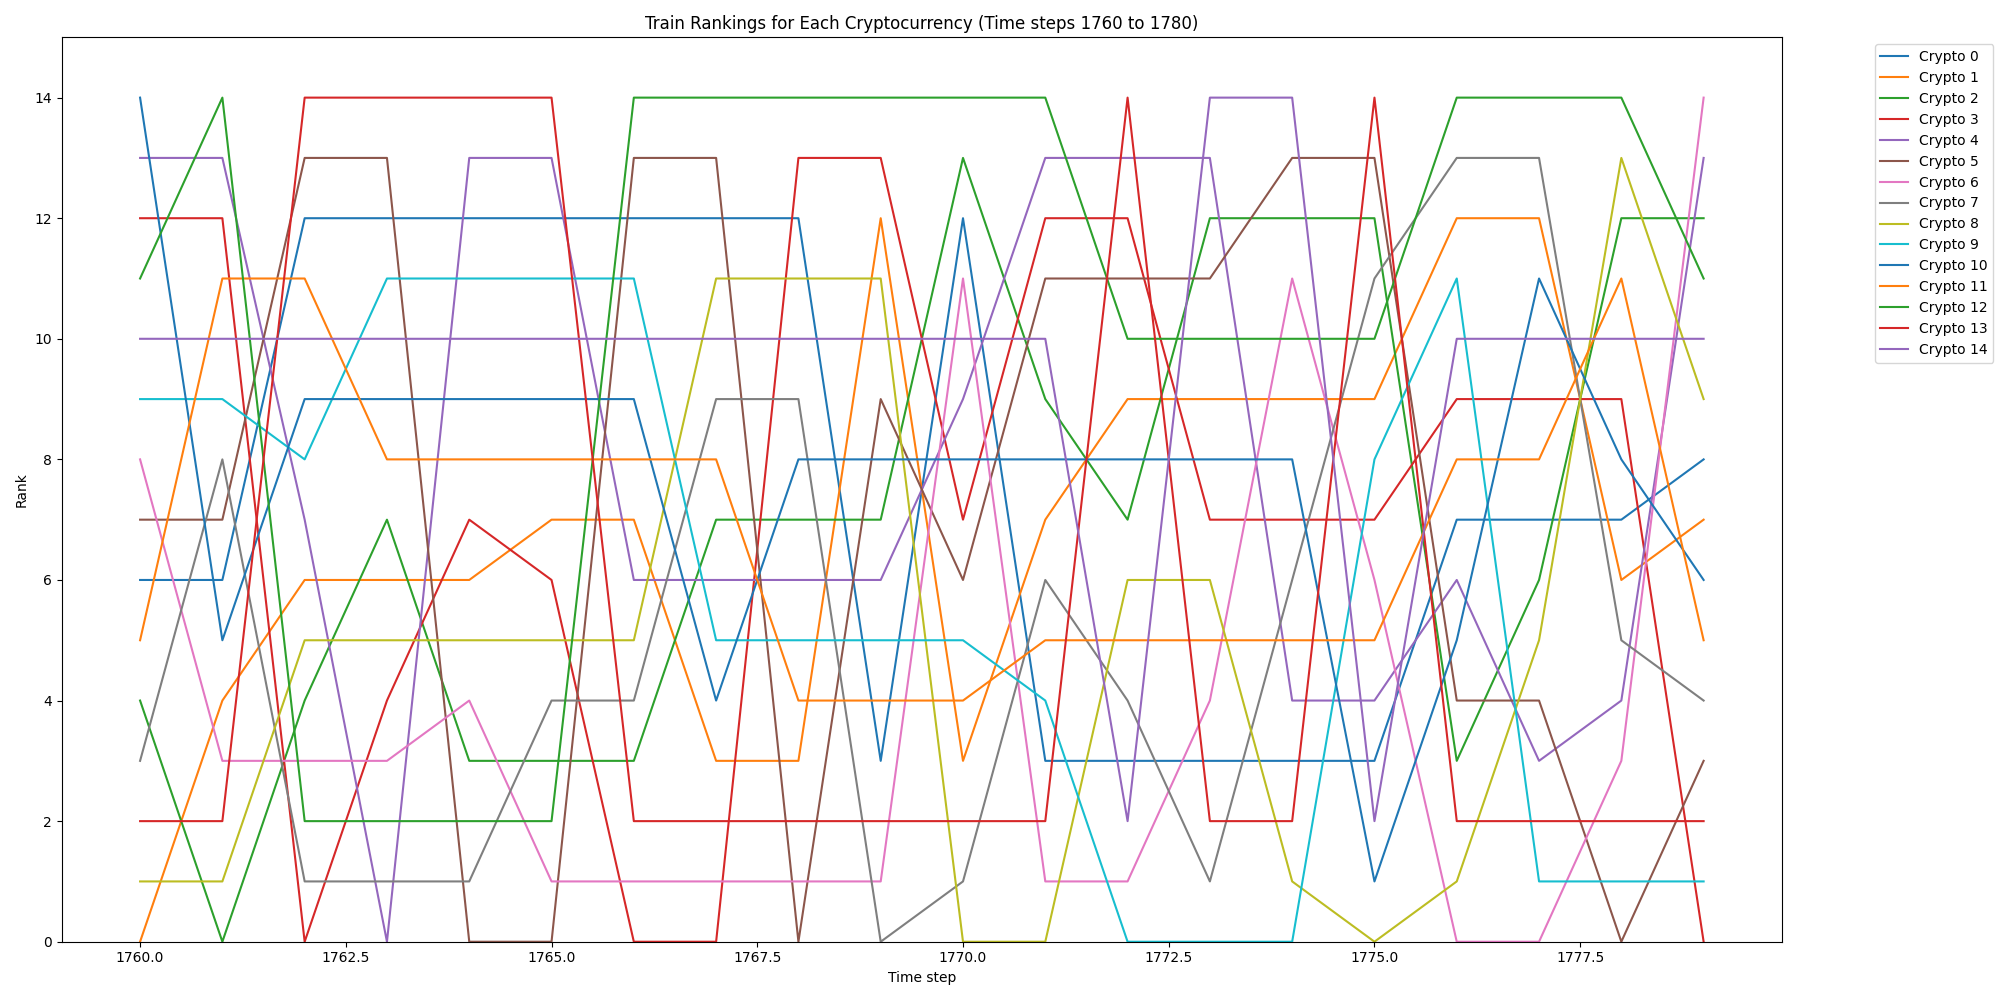 Train Rankings for Each Cryptocurrency (Time steps 1760 to 1780)
Rank
14
12
10
8
6
4
2
0
1760.0 1762.5 1765.0 1767.5 1770.0 1772.5 1775.0 1777.5
Time step
Crypto 0
Crypto 1
Crypto 2
Crypto 3
Crypto 4
Crypto 5
Crypto 6
Crypto 7
Crypto 8
Crypto 9
Crypto 10
Crypto 11
Crypto 12
Crypto 13
Crypto 14